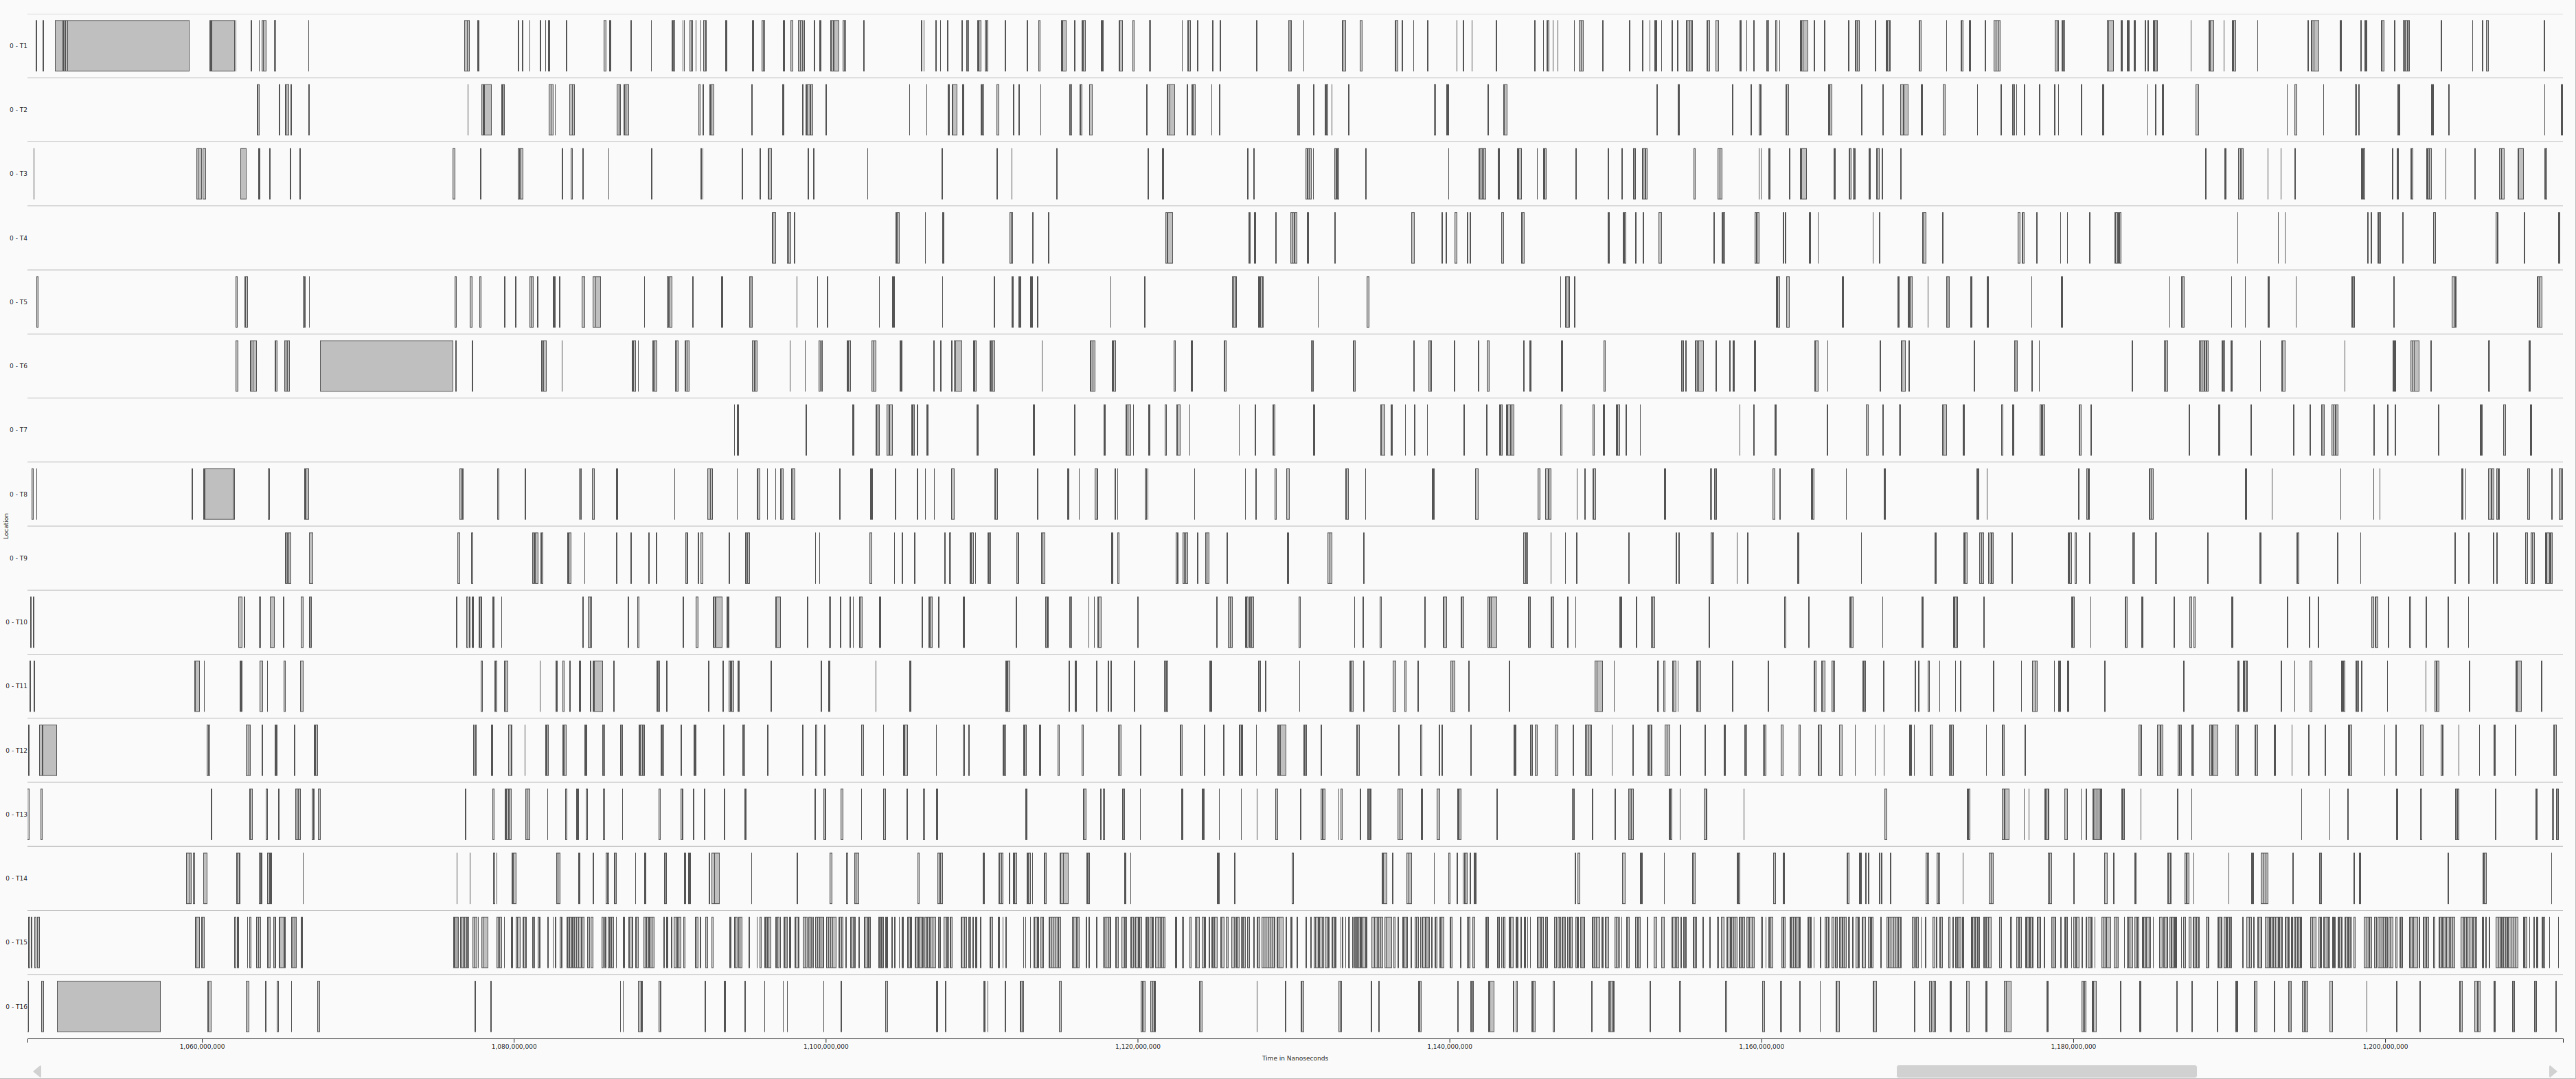 0 - T1
0 - T2
0 - T3
0 - T4
0 - T5
0 - T6
0 - T7
0 - T8
Location
0 - T9
0 - T10
0 - T11
0 - T12
0 - T13
0 - T14
0 - T15
0 - T16
1,060,000,000 1,080,000,000 1,100,000,000 1,120,000,000 1,140,000,000 1,160,000,000 1,180,000,000 1,200,000,000
Time in Nanoseconds